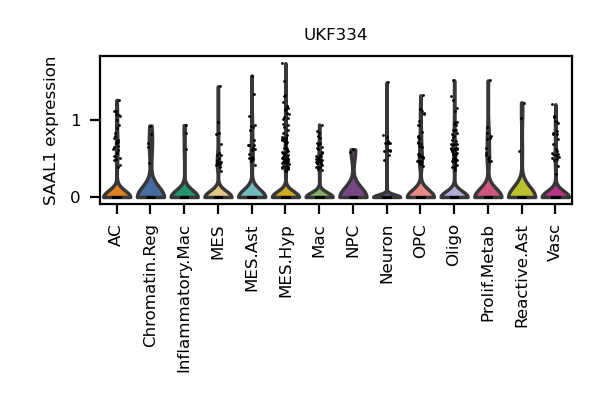 UKF334
SAAL1 expression
1
0
AC
Chromatin.Reg
Inflammatory.Mac
MES
MES.Ast
MES.Hyp
Mac
NPC
Neuron
OPC
Oligo
Prolif.Metab
Reactive.Ast
Vasc